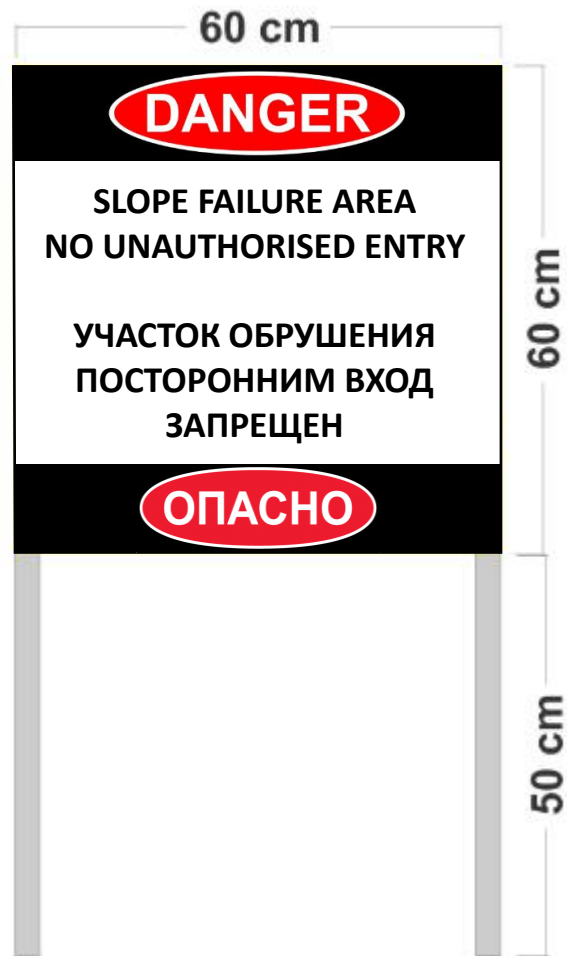 60 cm
DANGER
SLOPE FAILURE AREA
NO UNAUTHORISED ENTRY
УЧАСТОК ОБРУШЕНИЯ
ПОСТОРОННИМ ВХОД
ЗАПРЕЩЕН
ОПАСНО
60 cm
50 cm